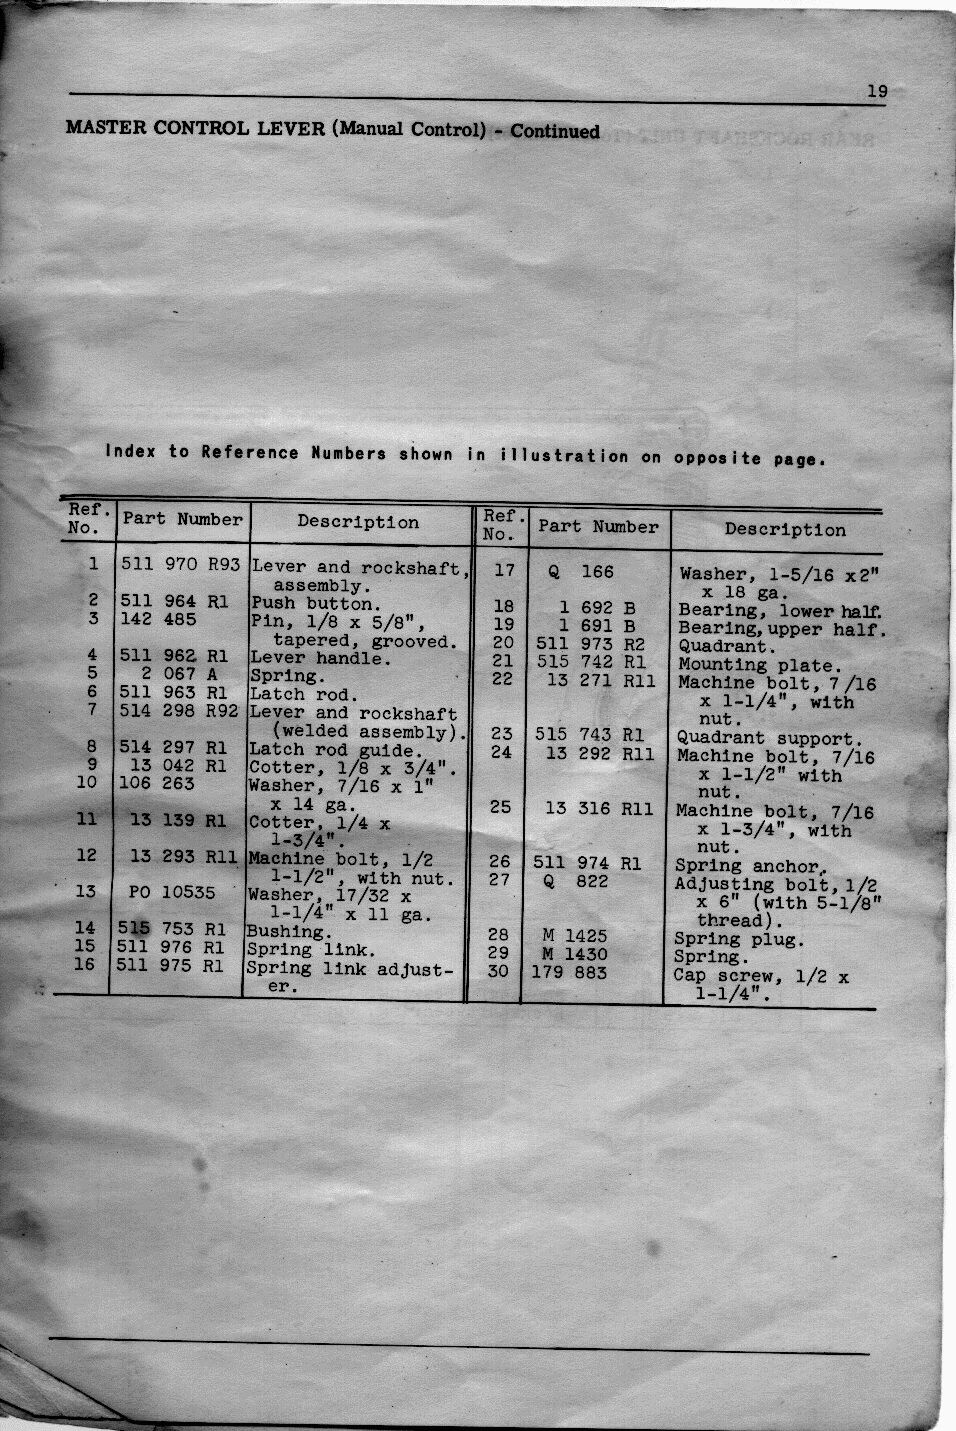 19
MASTER CONTROL LEVER (Manual Control) - Continued
Index to Reference Numbers shown in illustration on opposite page.
Ref. No. Part Number Description
1 511 970 R93 Lever and rockshaft,
assembly.
2 511 964 R1 Push button.
3 142 485 Pin, 1/8 x 5/8",
tapered, grooved.
4 511 962 R1 Lever handle.
5 2 067 A Spring.
6 511 963 R1 Latch rod.
7 514 298 R92 Lever and rockshaft
(welded assembly).
8 514 297 R1 Latch rod guide.
9 13 042 R1 Cotter, 1/8 x 3/4".
10 106 263 Washer, 7/16 x 1"
x 14 ga.
11 13 139 R1 Cotter, 1/4 x
1-3/4".
12 13 293 R11 Machine bolt, 1/2
1-1/2", with nut.
13 PO 10535 Washer, 17/32 x
1-1/4" x 11 ga.
14 515 753 R1 Bushing.
15 511 976 R1 Spring link.
16 511 975 R1 Spring link adjust-
er.
Ref. No. Part Number Description
17 Q 166 Washer, 1-5/16 x2"
x 18 ga.
18 1 692 B Bearing, lower half.
19 1 691 B Bearing, upper half.
20 511 973 R2 Quadrant.
21 515 742 R1 Mounting plate.
22 13 271 R11 Machine bolt, 7/16
x 1-1/4", with
nut.
23 515 743 R1 Quadrant support.
24 13 292 R11 Machine bolt, 7/16
x 1-1/2" with
nut.
25 13 316 R11 Machine bolt, 7/16
x 1-3/4", with
nut.
26 511 974 R1 Spring anchor.
27 Q 822 Adjusting bolt, 1/2
x 6" (with 5-1/8"
thread).
28 M 1425 Spring plug.
29 M 1430 Spring.
30 179 883 Cap screw, 1/2 x
1-1/4".